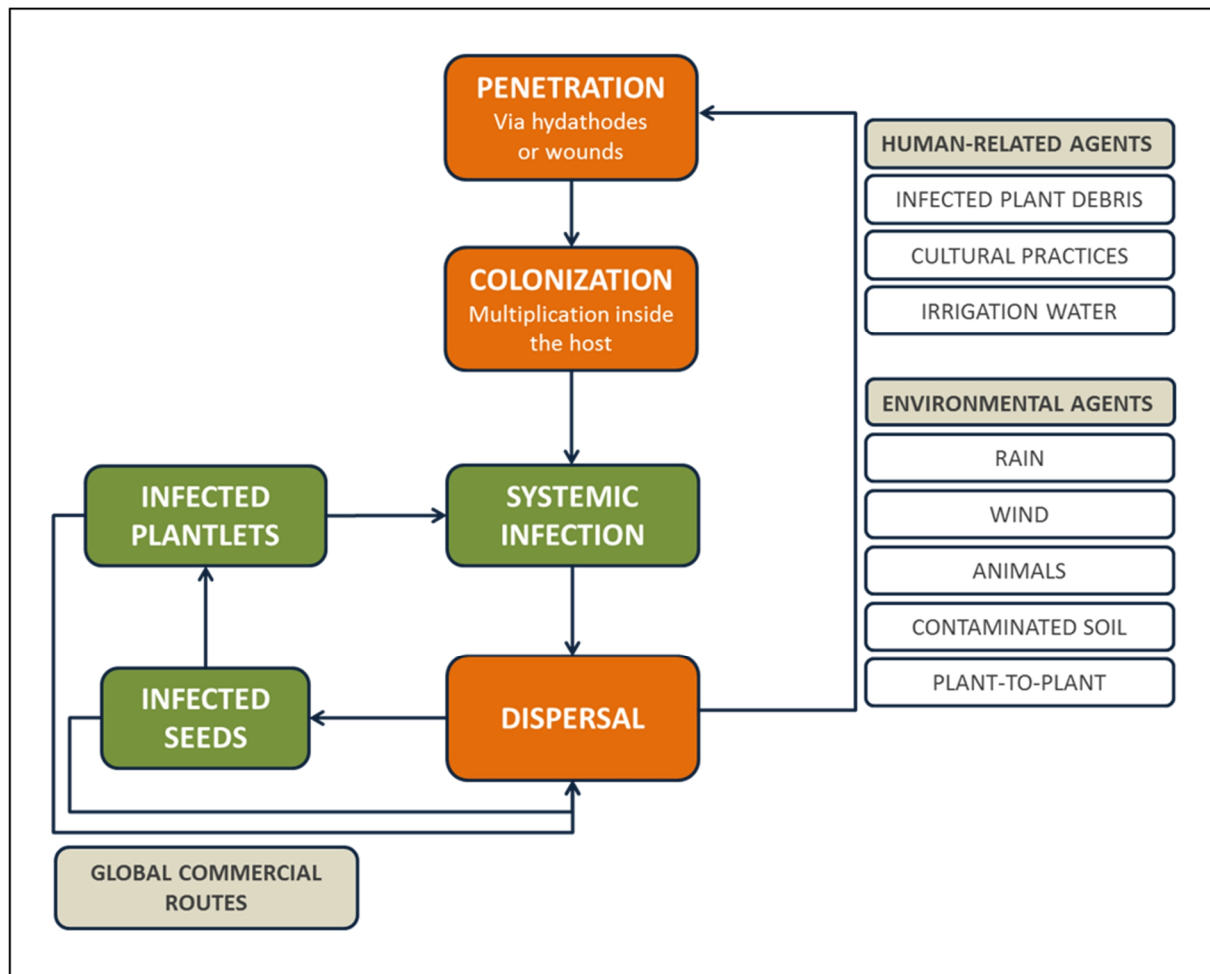 PENETRATION
Via hydathodes
or wounds
COLONIZATION
Multiplication inside
the host
INFECTED
PLANTLETS
SYSTEMIC
INFECTION
INFECTED
SEEDS
DISPERSAL
GLOBAL COMMERCIAL
ROUTES
HUMAN-RELATED AGENTS
INFECTED PLANT DEBRIS
CULTURAL PRACTICES
IRRIGATION WATER
ENVIRONMENTAL AGENTS
RAIN
WIND
ANIMALS
CONTAMINATED SOIL
PLANT-TO-PLANT